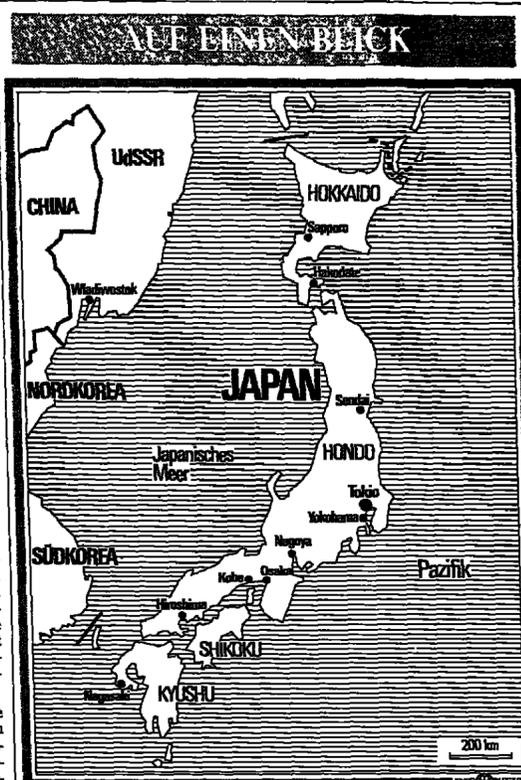 AUF EINEN BLICK
UdSSR
CHINA
HOKKAIDO
Sapporo
Hakodate
Wladiwostok
NORDKOREA
JAPAN
Sendai
HONDO
Japanisches
Meer
Tokio
Yokohama
Nagoya
SÜDKOREA
Kobe
Osaka
Pazifik
Hiroshima
SHIKOKU
Nagasaki
KYUSHU
200 km